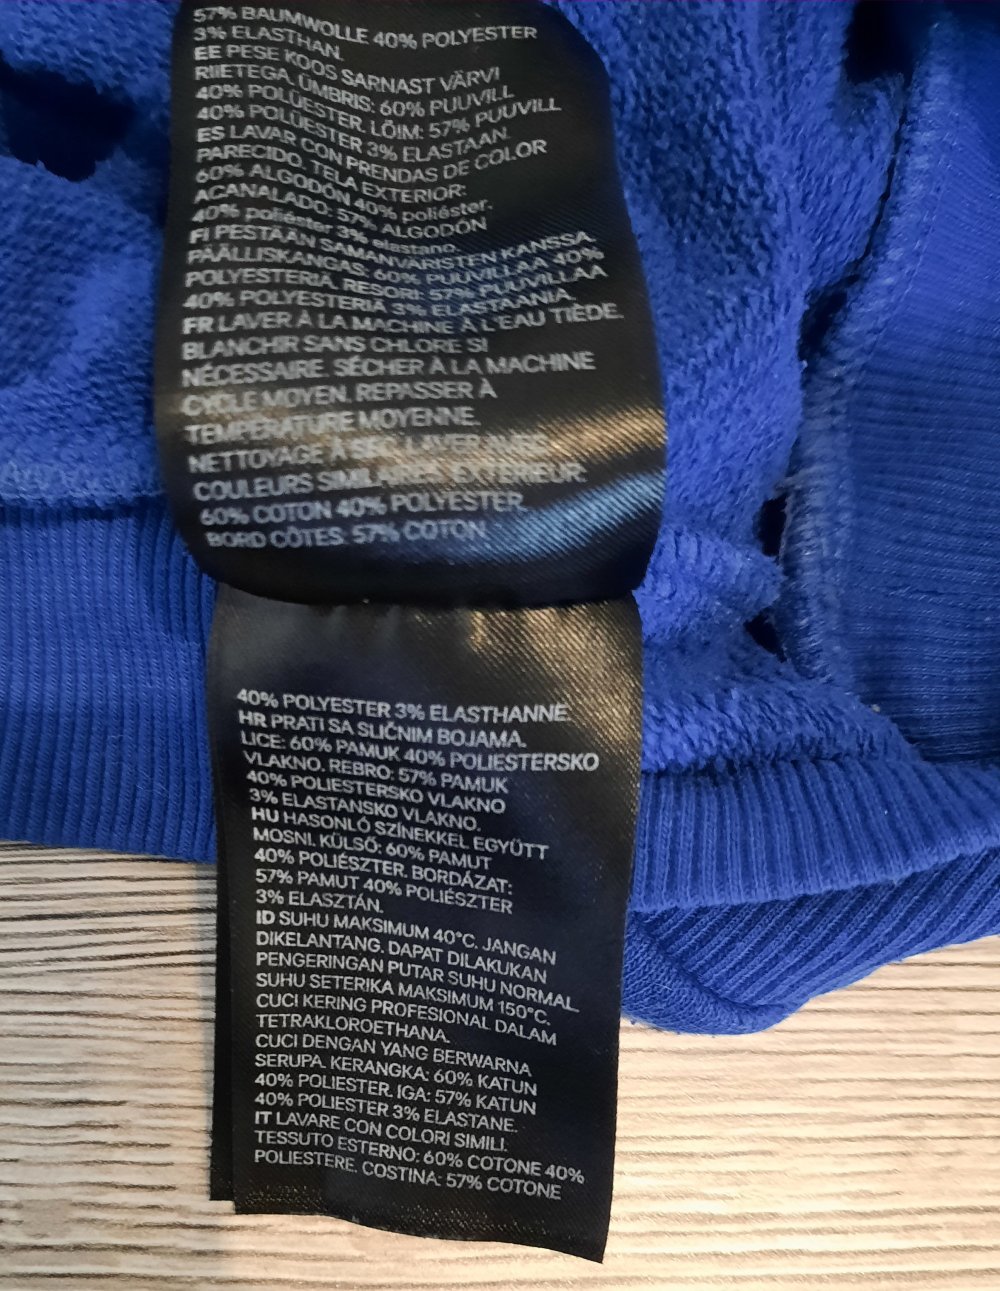 57% BAUMWOLLE 40% POLYESTER
3% ELASTHAN.
EE PESE KOOS SARNAST VÄRVI
RIIETEGA. ÜMBRIS: 60% PUUVILL
40% POLÜESTER. LÕIM: 57% PUUVILL
40% POLÜESTER 3% ELASTAAN.
ES LAVAR CON PRENDAS DE COLOR
PARECIDO. TELA EXTERIOR:
60% ALGODÓN 40% poliéster.
ACANALADO: 57% ALGODÓN
40% poliéster 3% elastano.
FI PESTÄÄN SAMANVÄRISTEN KANSSA.
PÄÄLLISKANGAS: 60% PUUVILLAA 40%
POLYESTERIÄ. RESORI: 57% PUUVILLAA
40% POLYESTERIÄ 3% ELASTAANIA.
FR LAVER À LA MACHINE À L'EAU TIÈDE.
BLANCHIR SANS CHLORE SI
NÉCESSAIRE. SÉCHER À LA MACHINE
CYCLE MOYEN. REPASSER À
TEMPÉRATURE MOYENNE.
NETTOYAGE À SEC. LAVER AVEC
COULEURS SIMILAIRES. EXTÉRIEUR:
60% COTON 40% POLYESTER.
BORD CÔTES: 57% COTON
40% POLYESTER 3% ELASTHANNE.
HR PRATI SA SLIČNIM BOJAMA.
LICE: 60% PAMUK 40% POLIESTERSKO
VLAKNO. REBRO: 57% PAMUK
40% POLIESTERSKO VLAKNO
3% ELASTANSKO VLAKNO.
HU HASONLÓ SZÍNEKKEL EGYÜTT
MOSNI. KÜLSŐ: 60% PAMUT
40% POLIÉSZTER. BORDÁZAT:
57% PAMUT 40% POLIÉSZTER
3% ELASZTÁN.
ID SUHU MAKSIMUM 40°C. JANGAN
DIKELANTANG. DAPAT DILAKUKAN
PENGERINGAN PUTAR SUHU NORMAL.
SUHU SETERIKA MAKSIMUM 150°C.
CUCI KERING PROFESIONAL DALAM
TETRAKLOROETHANA.
CUCI DENGAN YANG BERWARNA
SERUPA. KERANGKA: 60% KATUN
40% POLIESTER. IGA: 57% KATUN
40% POLIESTER 3% ELASTANE.
IT LAVARE CON COLORI SIMILI.
TESSUTO ESTERNO: 60% COTONE 40%
POLIESTERE. COSTINA: 57% COTONE